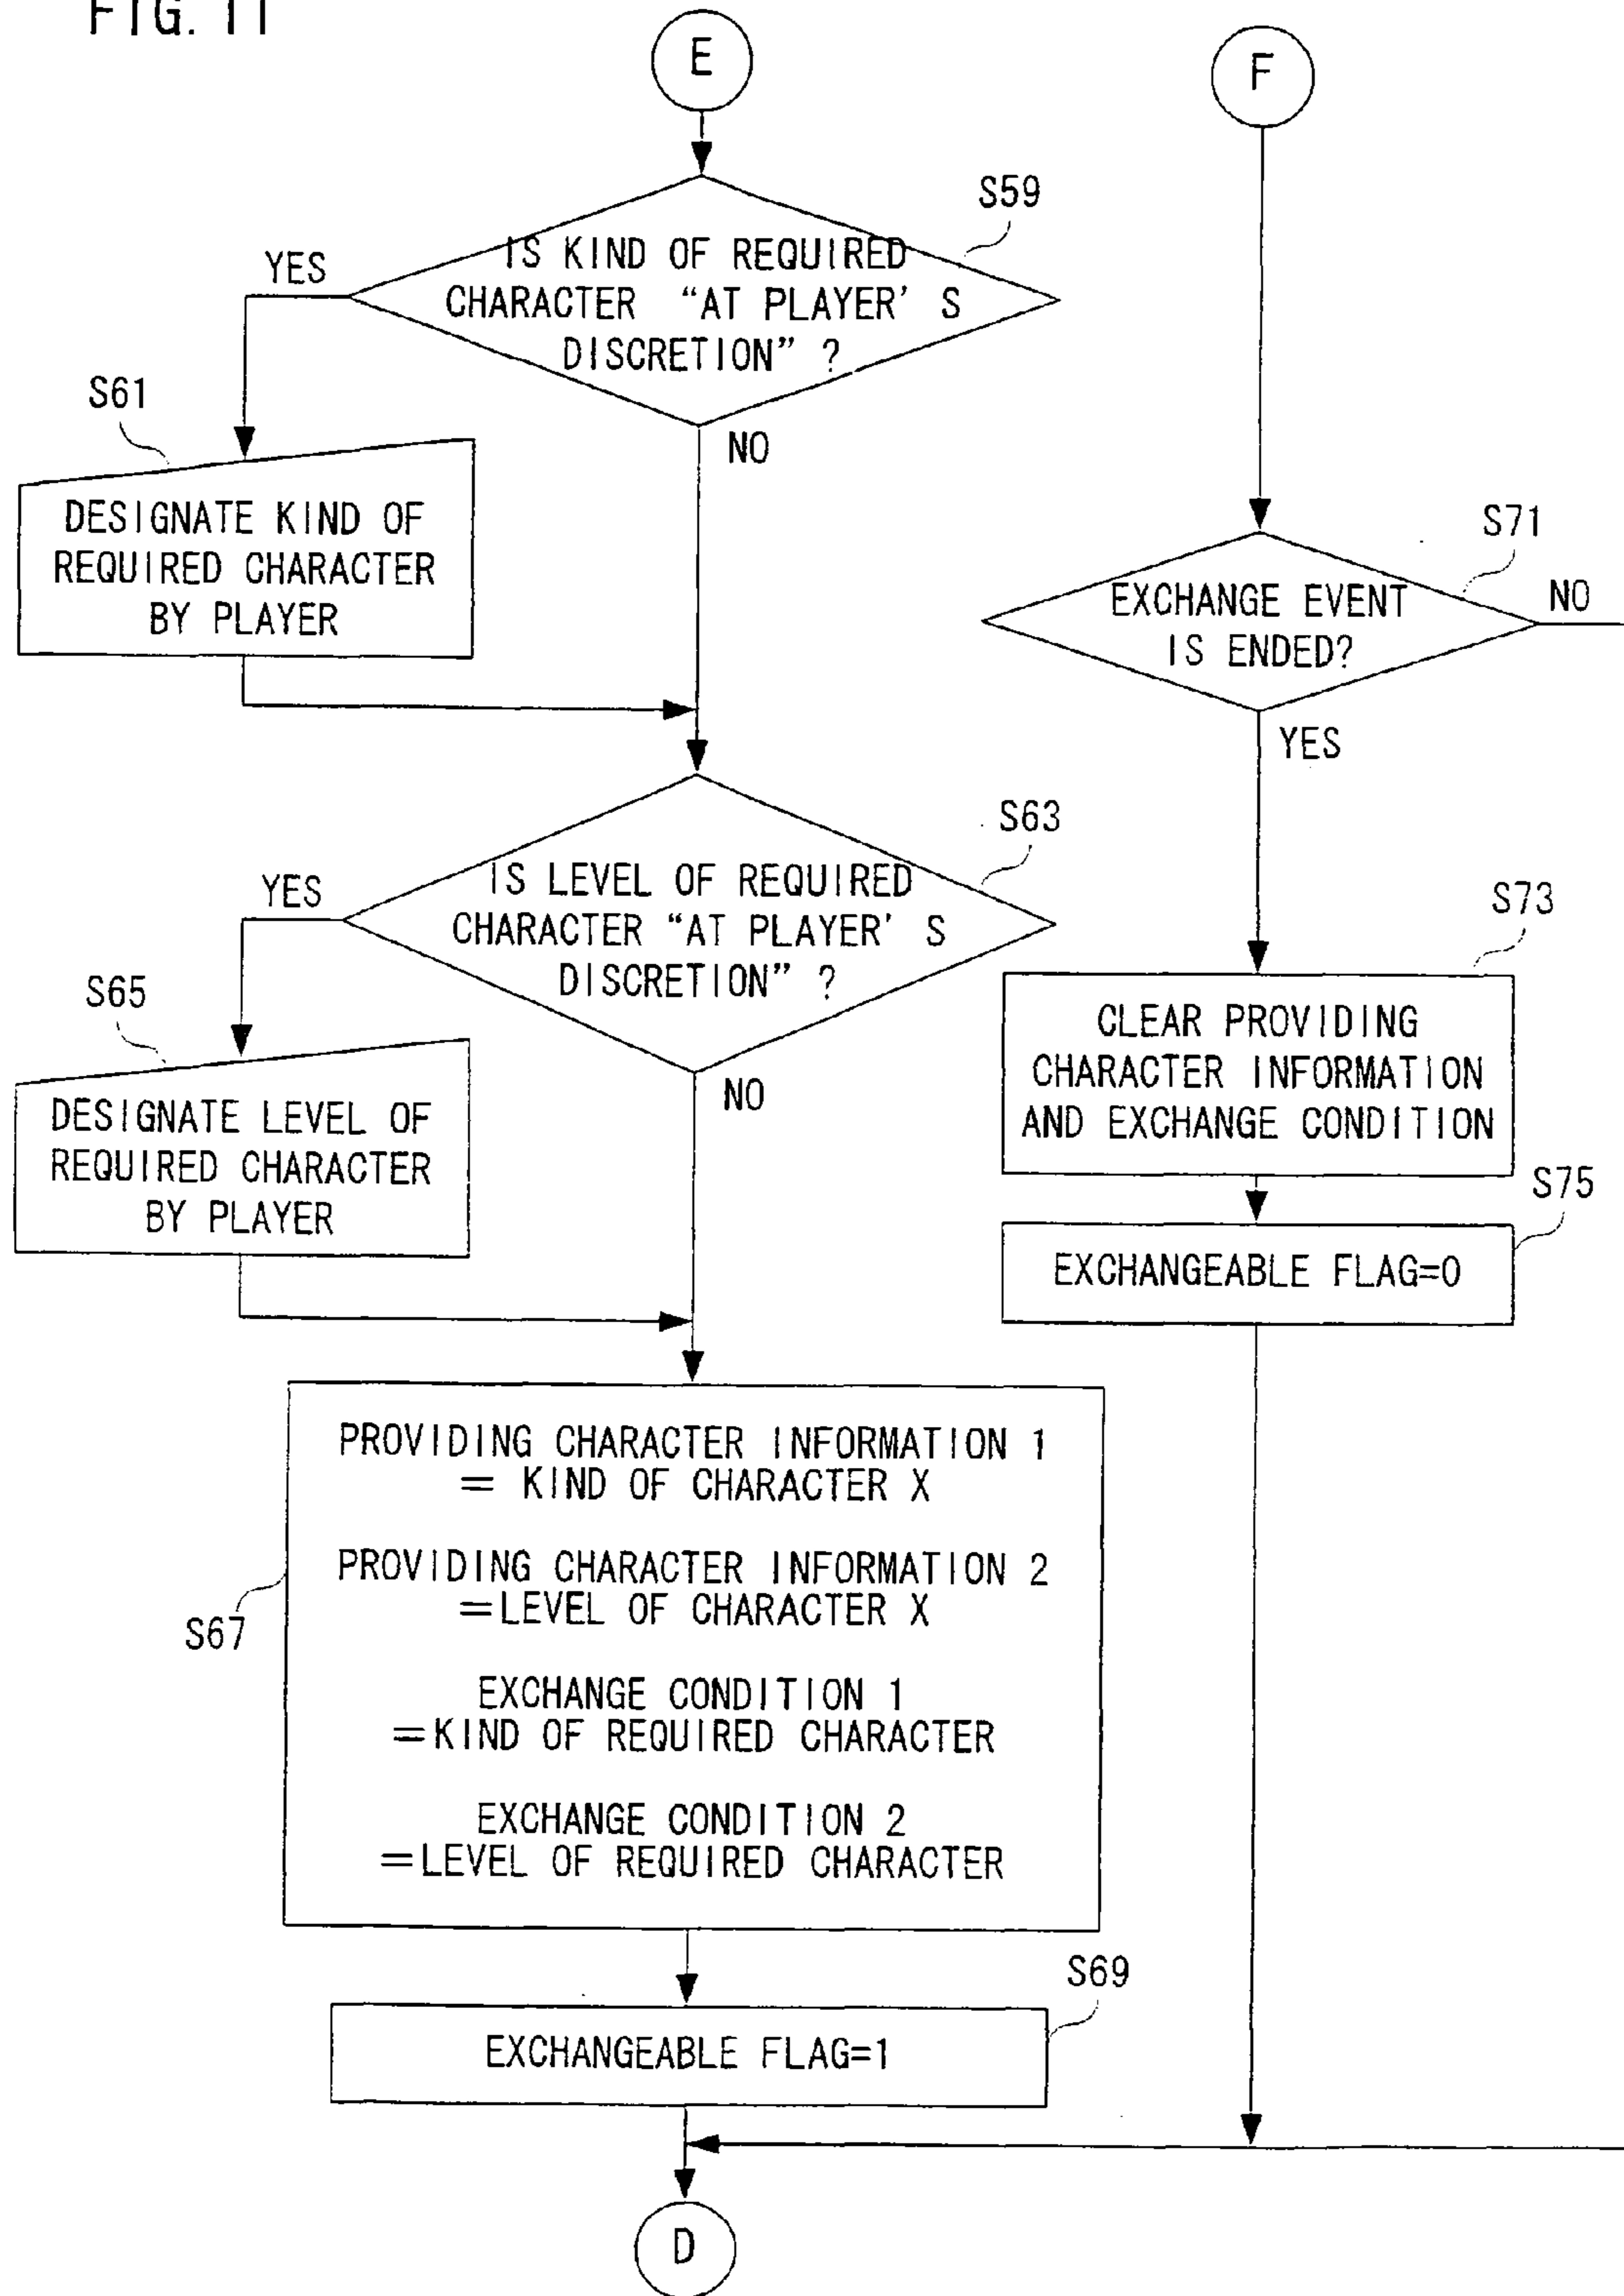 FIG. 11
E
S59
IS KIND OF REQUIRED
CHARACTER "AT PLAYER' S
DISCRETION" ?
YES
NO
S61
DESIGNATE KIND OF
REQUIRED CHARACTER
BY PLAYER
S63
IS LEVEL OF REQUIRED
CHARACTER "AT PLAYER' S
DISCRETION" ?
YES
NO
S65
DESIGNATE LEVEL OF
REQUIRED CHARACTER
BY PLAYER
S67
PROVIDING CHARACTER INFORMATION 1
= KIND OF CHARACTER X
PROVIDING CHARACTER INFORMATION 2
=LEVEL OF CHARACTER X
EXCHANGE CONDITION 1
=KIND OF REQUIRED CHARACTER
EXCHANGE CONDITION 2
=LEVEL OF REQUIRED CHARACTER
S69
EXCHANGEABLE FLAG=1
D
F
S71
EXCHANGE EVENT
IS ENDED?
NO
YES
S73
CLEAR PROVIDING
CHARACTER INFORMATION
AND EXCHANGE CONDITION
S75
EXCHANGEABLE FLAG=0